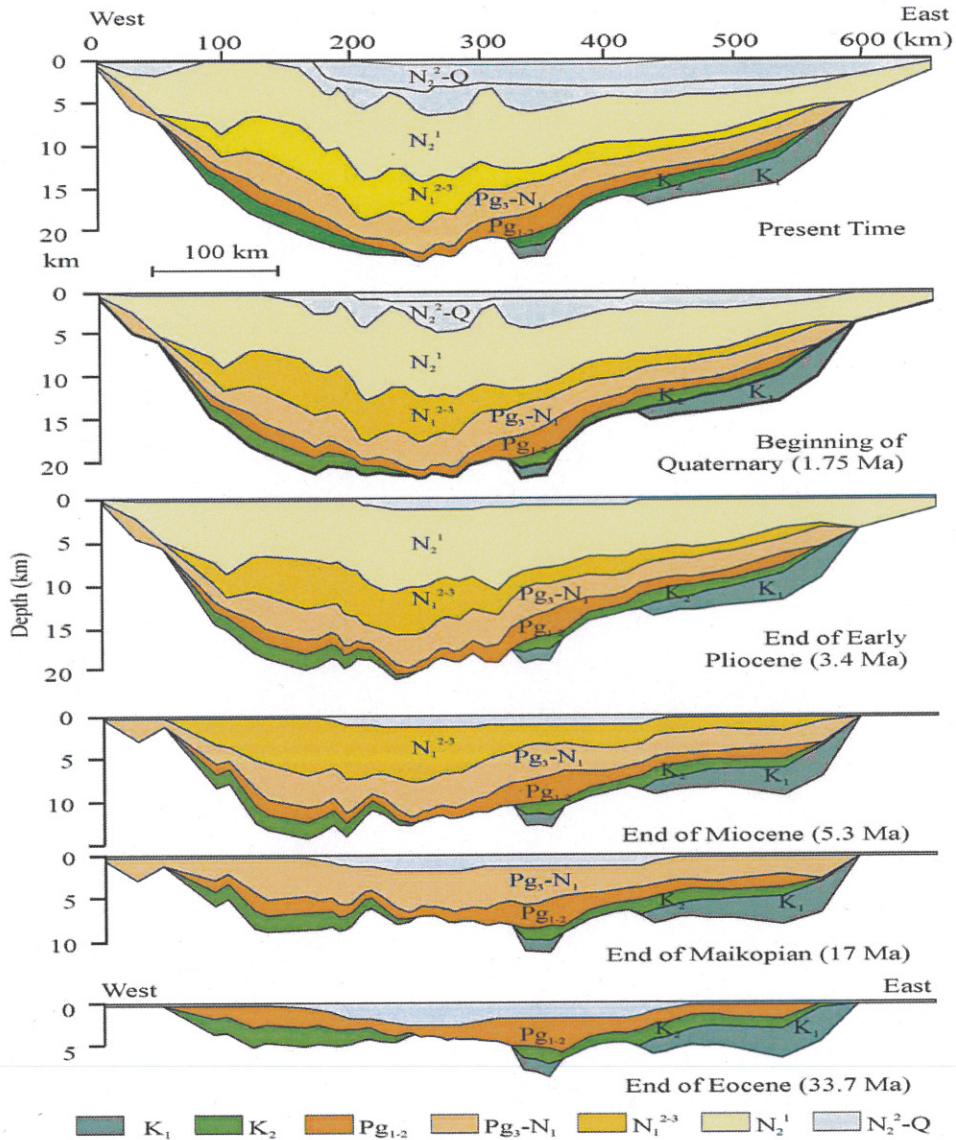 West East
0 100 200 300 400 500 600 (km)
0
5
10
15
20
km
N₂²-Q
N₂¹
N₁²⁻³
Pg₃-N₁
Pg₁₋₂
K₂
K₁
Present Time
100 km
0
5
10
15
20
N₂²-Q
N₂¹
N₁²⁻³
Pg₃-N₁
Pg₁₋₂
K₂
K₁
Beginning of
Quaternary (1.75 Ma)
Depth (km)
0
5
10
15
20
N₂¹
N₁²⁻³
Pg₃-N₁
Pg₁₋₂
K₂
K₁
End of Early
Pliocene (3.4 Ma)
0
5
10
N₁²⁻³
Pg₃-N₁
Pg₁₋₂
K₂
K₁
End of Miocene (5.3 Ma)
0
5
10
Pg₃-N₁
Pg₁₋₂
K₂
K₁
End of Maikopian (17 Ma)
West East
0
5
Pg₁₋₂
K₂
K₁
End of Eocene (33.7 Ma)
K₁ K₂ Pg₁₋₂ Pg₃-N₁ N₁²⁻³ N₂¹ N₂²-Q